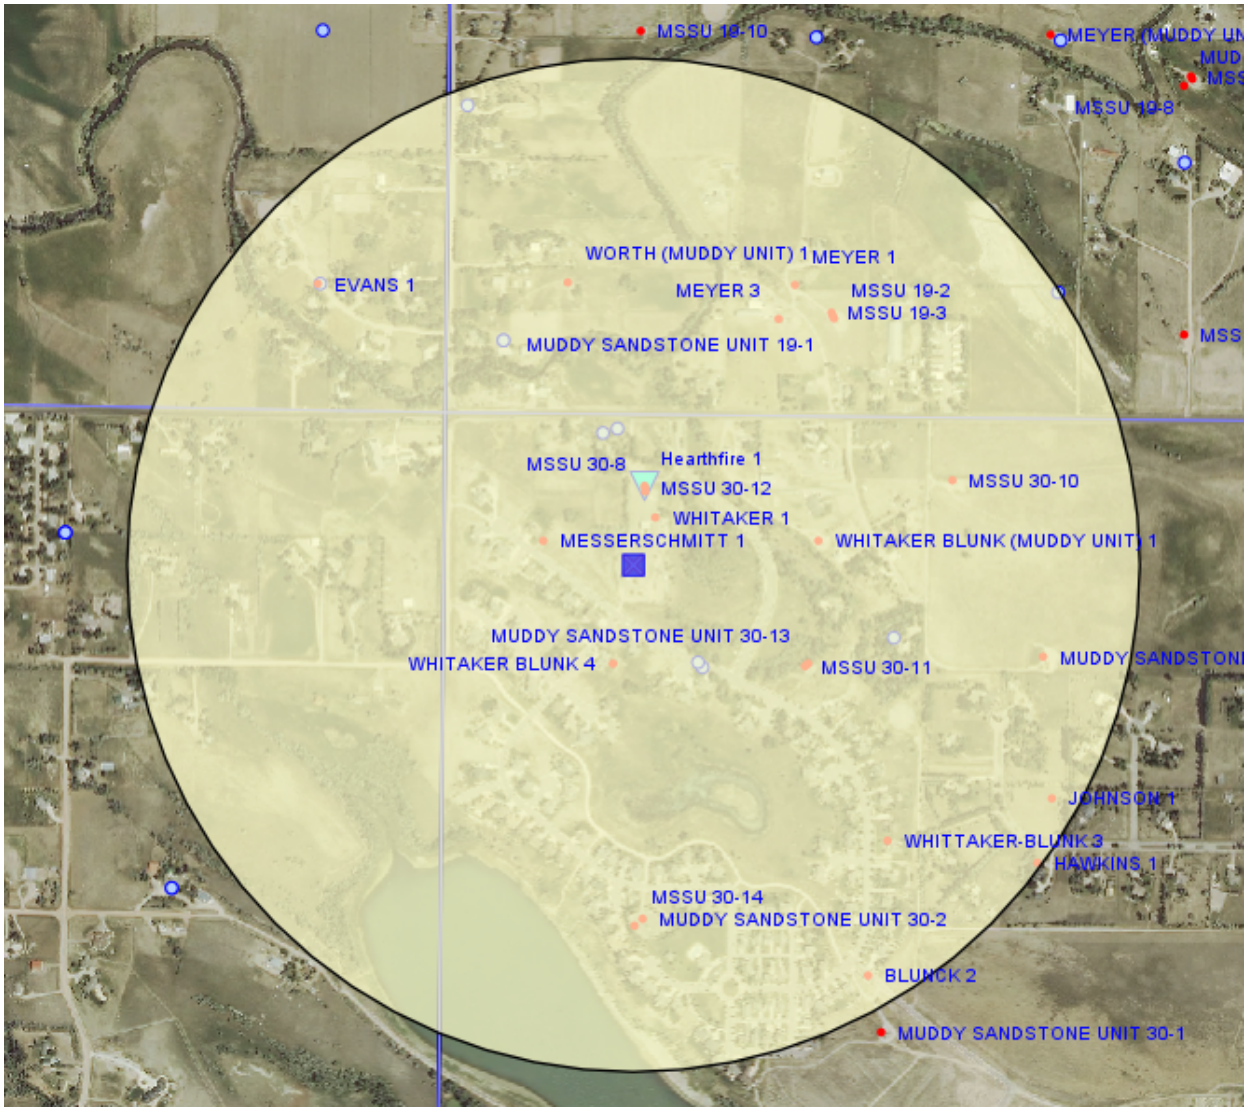 MSSU 19-10
MEYER (MUDDY UN
MUD
MSS
MSSU 19-8
WORTH (MUDDY UNIT) 1
MEYER 1
EVANS 1
MEYER 3
MSSU 19-2
MSSU 19-3
MSS
MUDDY SANDSTONE UNIT 19-1
MSSU 30-8
Hearthfire 1
MSSU 30-12
MSSU 30-10
WHITAKER 1
MESSERSCHMITT 1
WHITAKER BLUNK (MUDDY UNIT) 1
MUDDY SANDSTONE UNIT 30-13
WHITAKER BLUNK 4
MSSU 30-11
MUDDY SANDSTONE
JOHNSON 1
WHITTAKER-BLUNK 3
HAWKINS 1
MSSU 30-14
MUDDY SANDSTONE UNIT 30-2
BLUNCK 2
MUDDY SANDSTONE UNIT 30-1